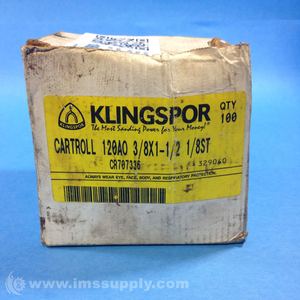 KLINGSPOR
KLINGSPOR
The Most Sanding Power for Your Money!
QTY
100
CARTROLL 120AO 3/8X1-1/2 1/8ST
CR707336
329060
ALWAYS WEAR EYE, FACE, BODY, AND RESPIRATORY PROTECTION.
© www.imssupply.com